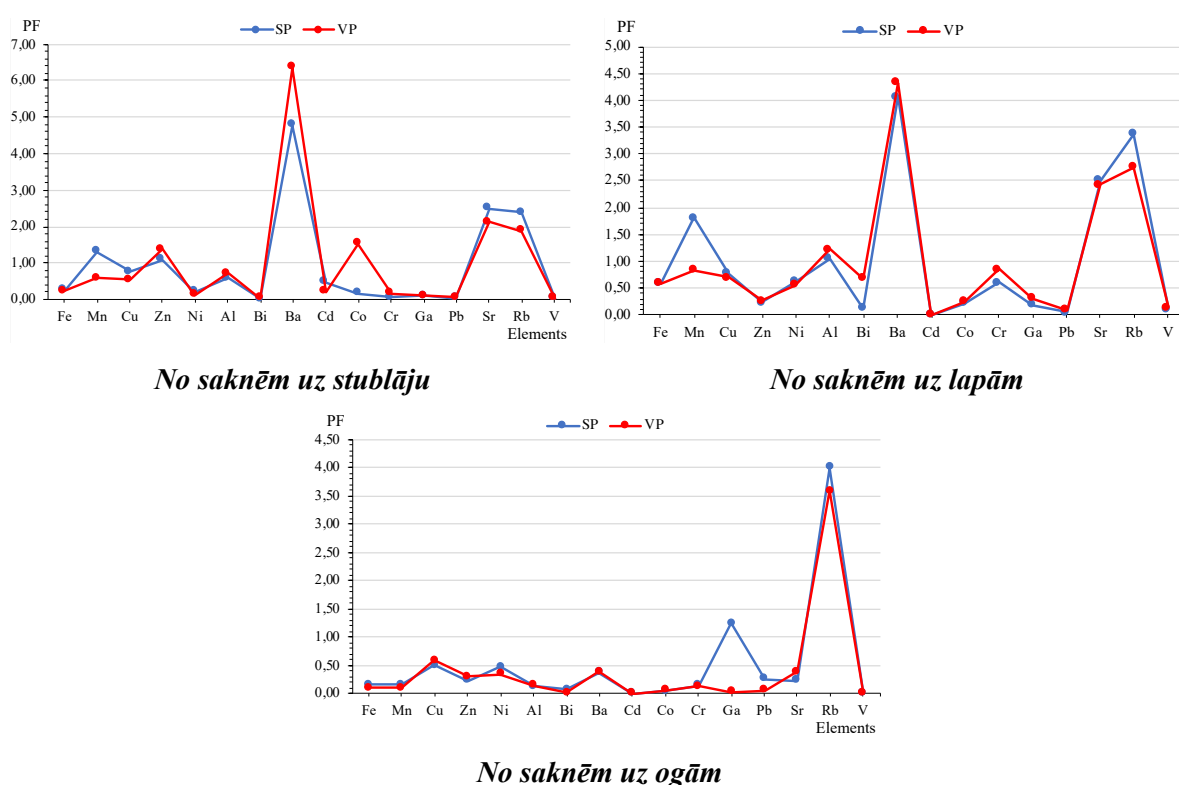 PF
SP VP
7,00
6,00
5,00
4,00
3,00
2,00
1,00
0,00
Fe Mn Cu Zn Ni Al Bi Ba Cd Co Cr Ga Pb Sr Rb V
Elements
No saknēm uz stublāju
PF
SP VP
5,00
4,50
4,00
3,50
3,00
2,50
2,00
1,50
1,00
0,50
0,00
Fe Mn Cu Zn Ni Al Bi Ba Cd Co Cr Ga Pb Sr Rb V
No saknēm uz lapām
PF
SP VP
4,50
4,00
3,50
3,00
2,50
2,00
1,50
1,00
0,50
0,00
Fe Mn Cu Zn Ni Al Bi Ba Cd Co Cr Ga Pb Sr Rb V
Elements
No saknēm uz ogām